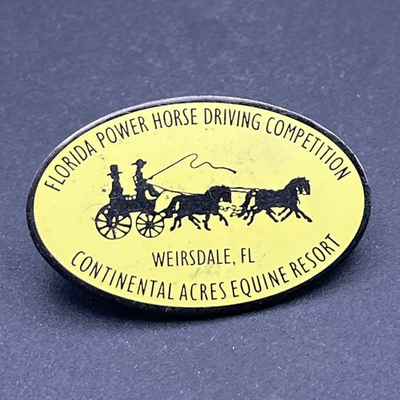 FLORIDA POWER HORSE DRIVING COMPETITION
WEIRSDALE, FL
CONTINENTAL ACRES EQUINE RESORT